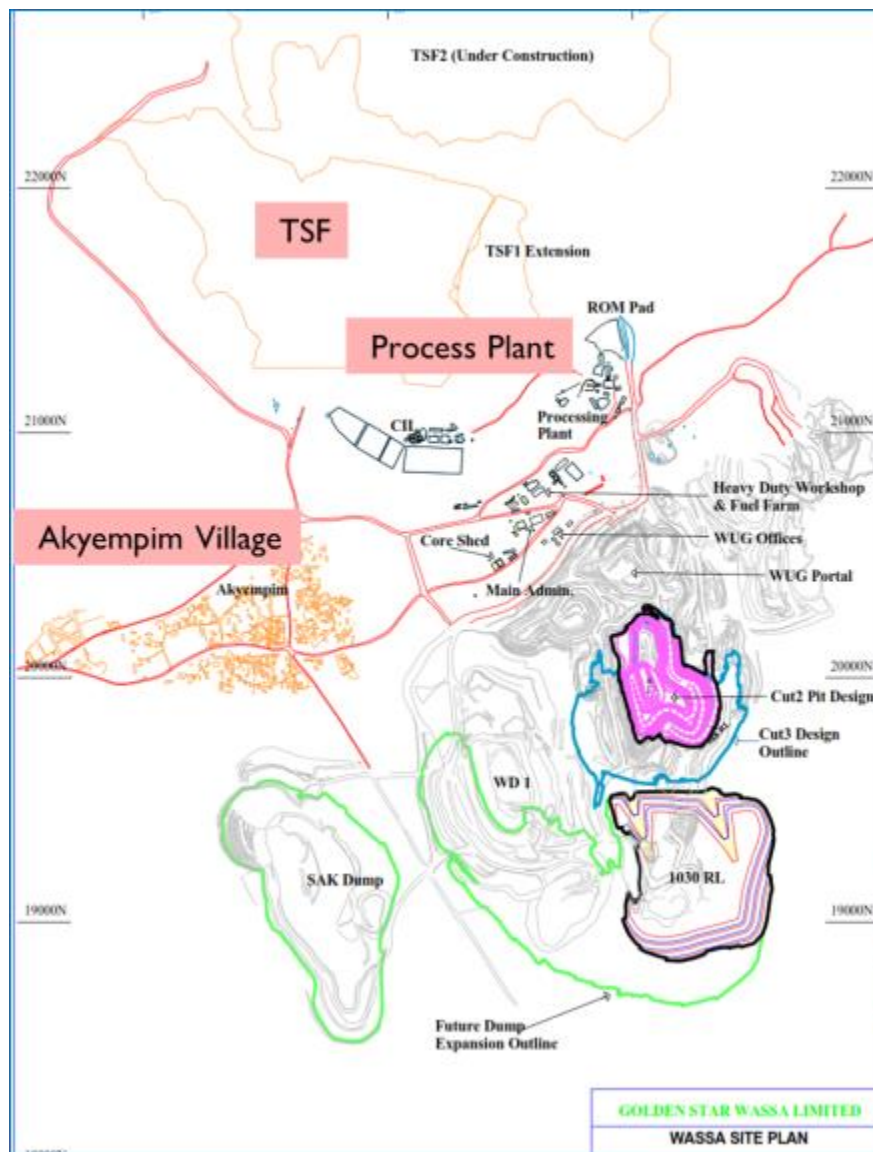 TSF2 (Under Construction)
22000N
22000N
TSF
TSF1 Extension
ROM Pad
Process Plant
21000N
CIL
Processing
Plant
21000N
Heavy Duty Workshop
& Fuel Farm
Akyempim Village
Core Shed
WUG Offices
Akyempim
Main Admin.
WUG Portal
20000N
20000N
Cut2 Pit Design
Cut3 Design
Outline
WD 1
SAK Dump
1030 RL
19000N
19000N
Future Dump
Expansion Outline
GOLDEN STAR WASSA LIMITED
WASSA SITE PLAN